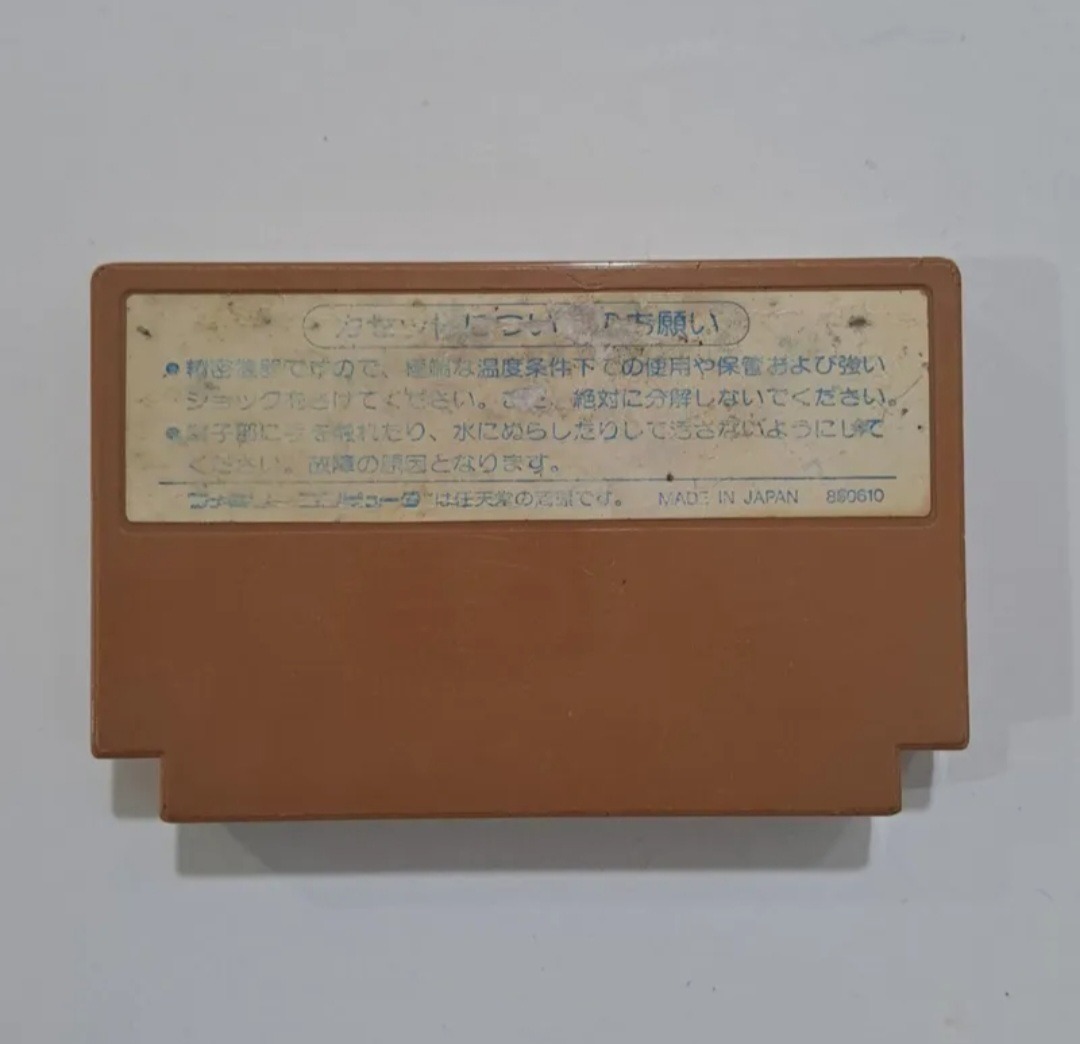 カセットについてのお願い
●精密機器ですので、極端な温度条件下での使用や保管および強い
ショックをさけてください。また、絶対に分解しないでください。
●端子部に手を触れたり、水にぬらしたりして汚さないようにして
ください。故障の原因となります。
ファミリーコンピュータは任天堂の商標です。 MADE IN JAPAN